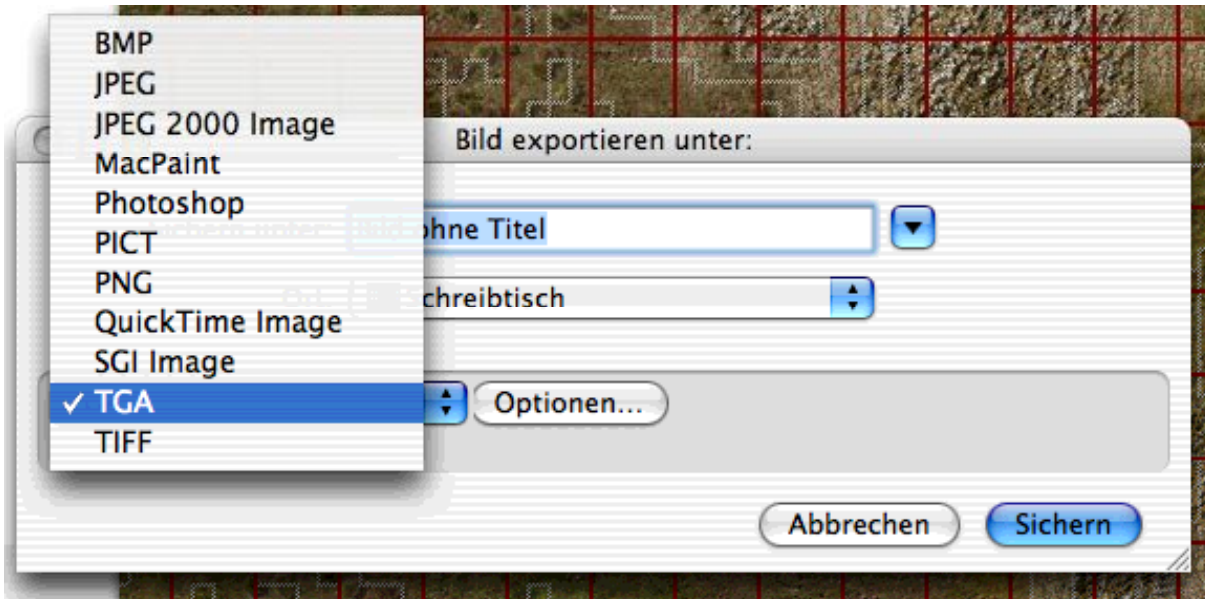 BMP
JPEG
JPEG 2000 Image
MacPaint
Photoshop
PICT
PNG
QuickTime Image
SGI Image
✓ TGA
TIFF
Bild exportieren unter:
ohne Titel
Schreibtisch
Optionen...
Abbrechen
Sichern